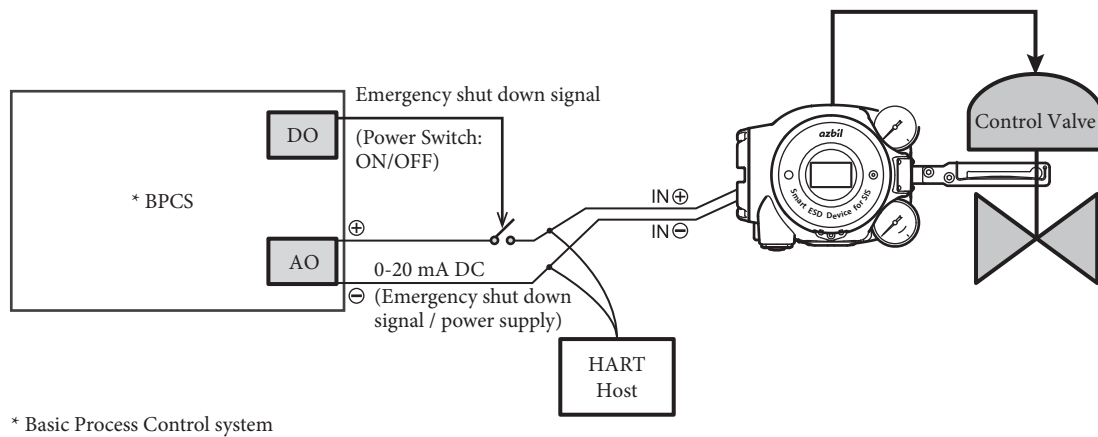 Emergency shut down signal
DO
(Power Switch:
ON/OFF)
* BPCS
⊕
AO
0-20 mA DC
⊖ (Emergency shut down
signal / power supply)
IN⊕
IN⊖
HART
Host
azbil
Smart ESD Device for SIS
Control Valve
* Basic Process Control system